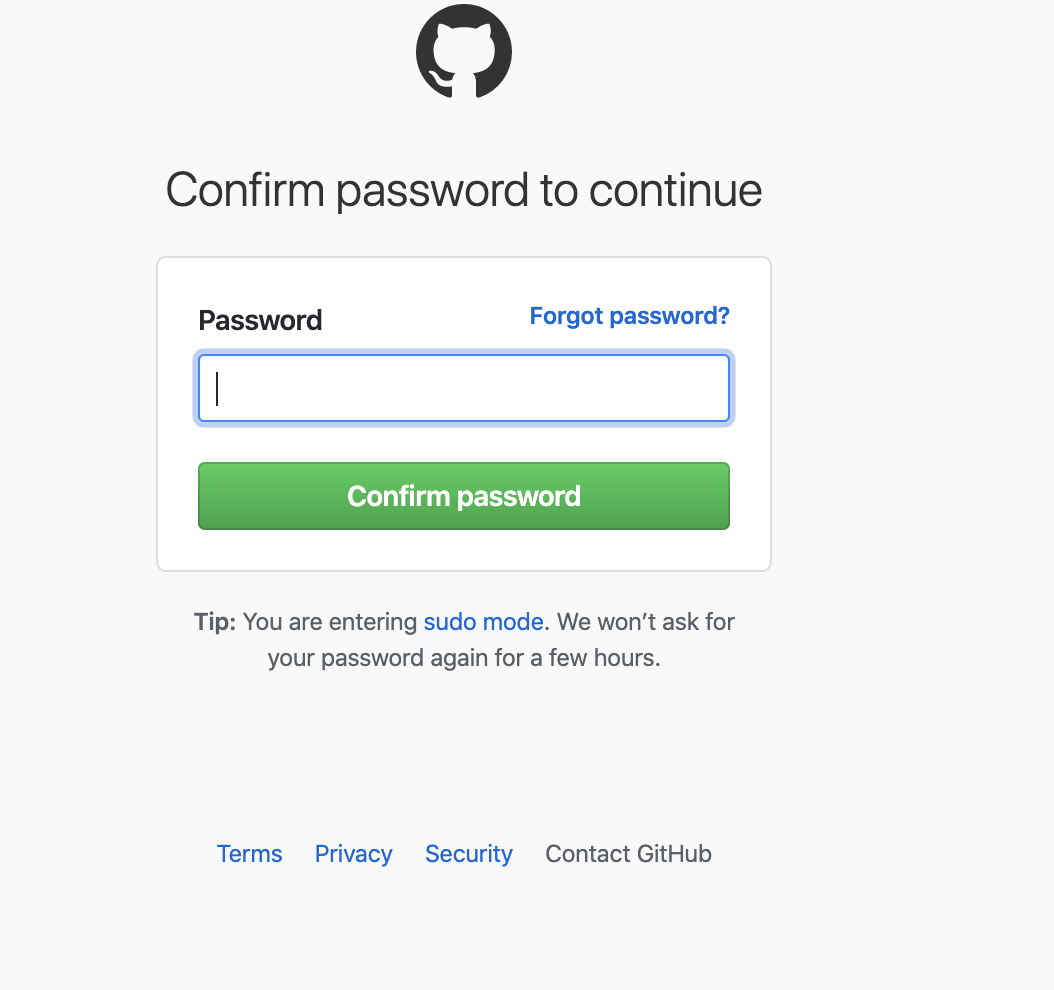 Confirm password to continue
Password
Forgot password?
Confirm password
Tip: You are entering sudo mode. We won’t ask for
your password again for a few hours.
Terms Privacy Security Contact GitHub